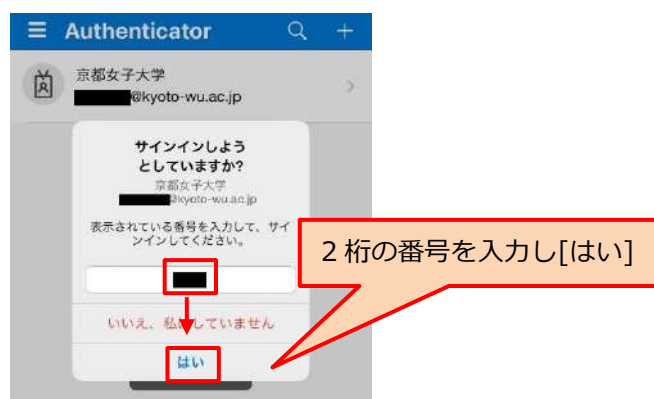 Authenticator
京都女子大学
@kyoto-wu.ac.jp
サインインしよう
としていますか?
京都女子大学
@kyoto-wu.ac.jp
表示されている番号を入力して、サイ
ンインしてください。
2桁の番号を入力し[はい]
いいえ、私はしていません
はい